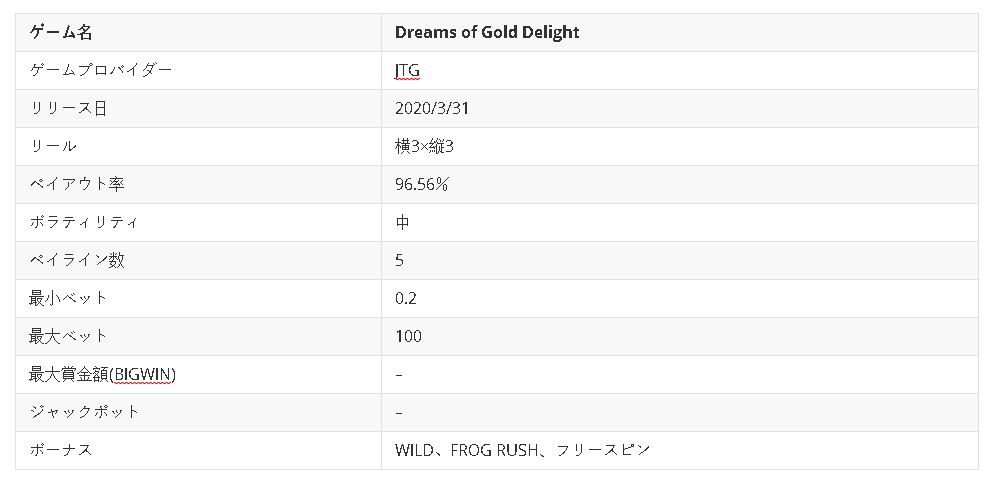 ゲーム名 Dreams of Gold Delight
ゲームプロバイダー JTG
リリース日 2020/3/31
リール 横3×縦3
ペイアウト率 96.56%
ボラティリティ 中
ペイライン数 5
最小ベット 0.2
最大ベット 100
最大賞金額(BIGWIN) –
ジャックポット –
ボーナス WILD、FROG RUSH、フリースピン